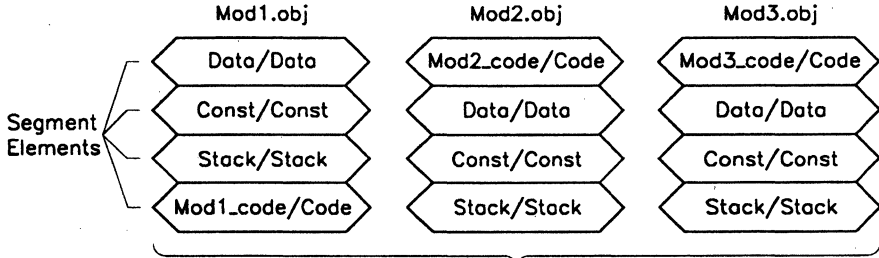 Mod1.obj Mod2.obj Mod3.obj
Data/Data Mod2_code/Code Mod3_code/Code
Const/Const Data/Data Data/Data
Segment
Elements
Stack/Stack Const/Const Const/Const
Mod1_code/Code Stack/Stack Stack/Stack